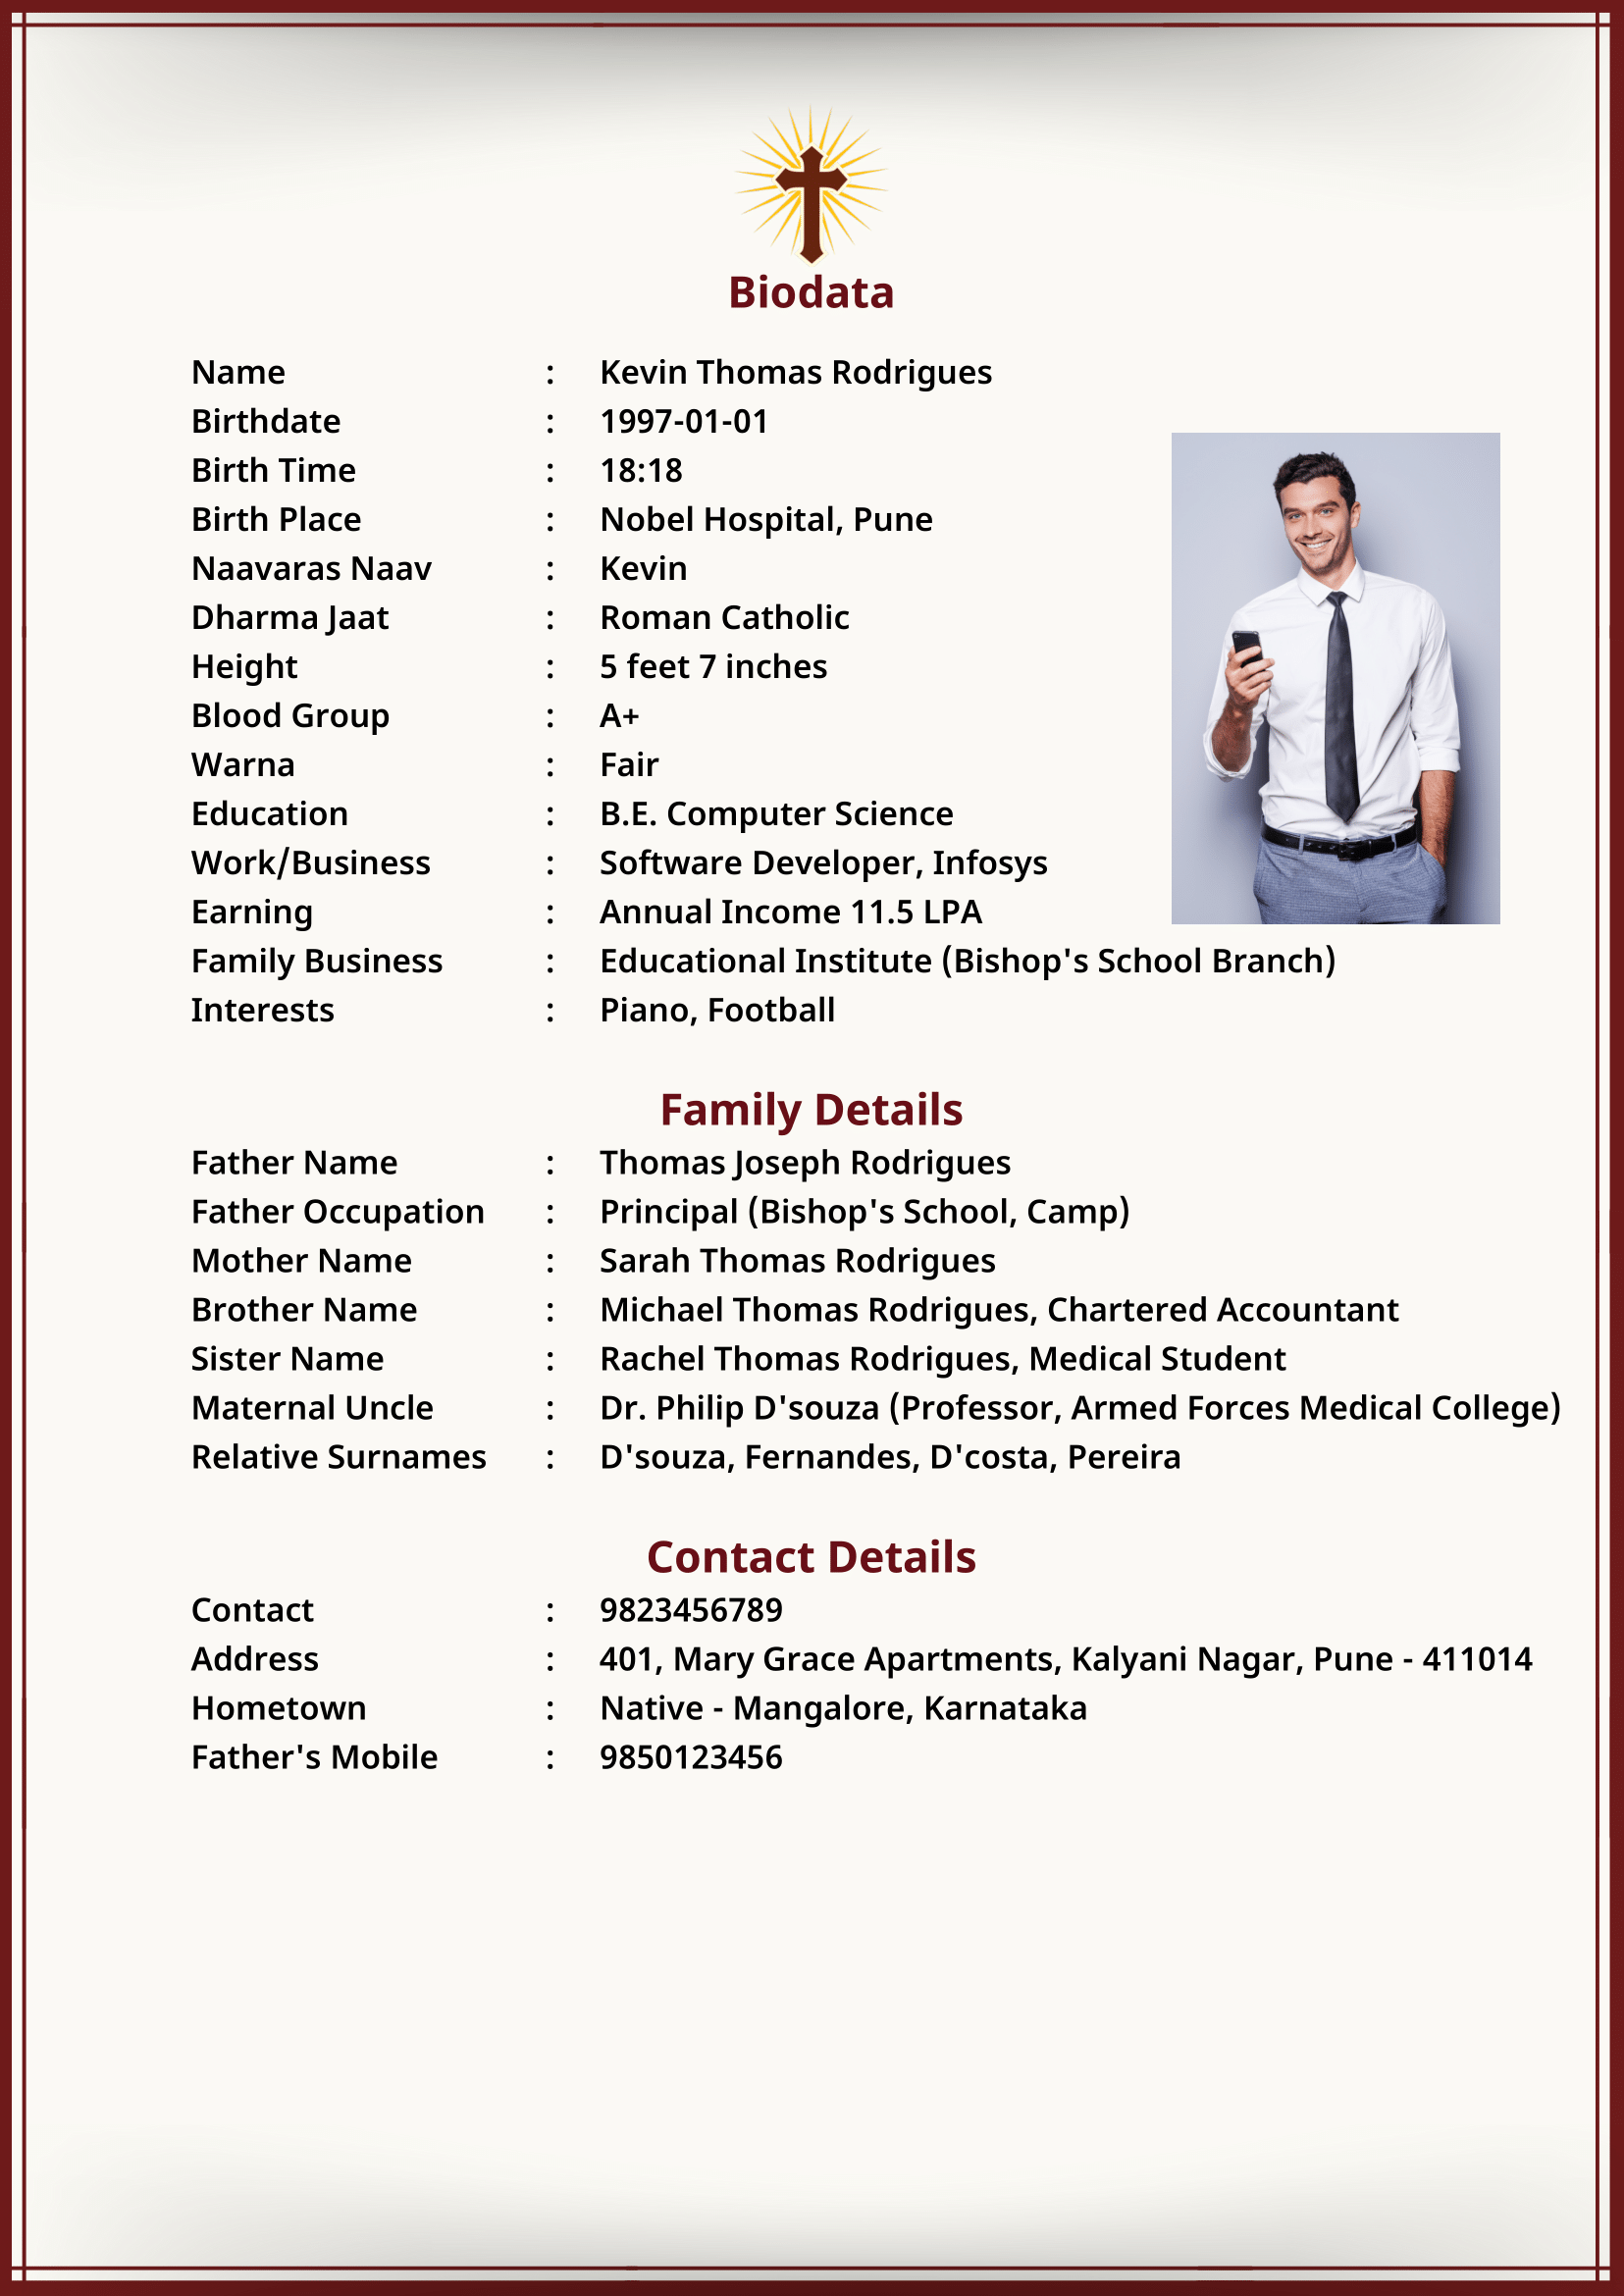 Biodata
Name : Kevin Thomas Rodrigues
Birthdate : 1997-01-01
Birth Time : 18:18
Birth Place : Nobel Hospital, Pune
Naavaras Naav : Kevin
Dharma Jaat : Roman Catholic
Height : 5 feet 7 inches
Blood Group : A+
Warna : Fair
Education : B.E. Computer Science
Work/Business : Software Developer, Infosys
Earning : Annual Income 11.5 LPA
Family Business : Educational Institute (Bishop's School Branch)
Interests : Piano, Football
Family Details
Father Name : Thomas Joseph Rodrigues
Father Occupation : Principal (Bishop's School, Camp)
Mother Name : Sarah Thomas Rodrigues
Brother Name : Michael Thomas Rodrigues, Chartered Accountant
Sister Name : Rachel Thomas Rodrigues, Medical Student
Maternal Uncle : Dr. Philip D'souza (Professor, Armed Forces Medical College)
Relative Surnames : D'souza, Fernandes, D'costa, Pereira
Contact Details
Contact : 9823456789
Address : 401, Mary Grace Apartments, Kalyani Nagar, Pune - 411014
Hometown : Native - Mangalore, Karnataka
Father's Mobile : 9850123456